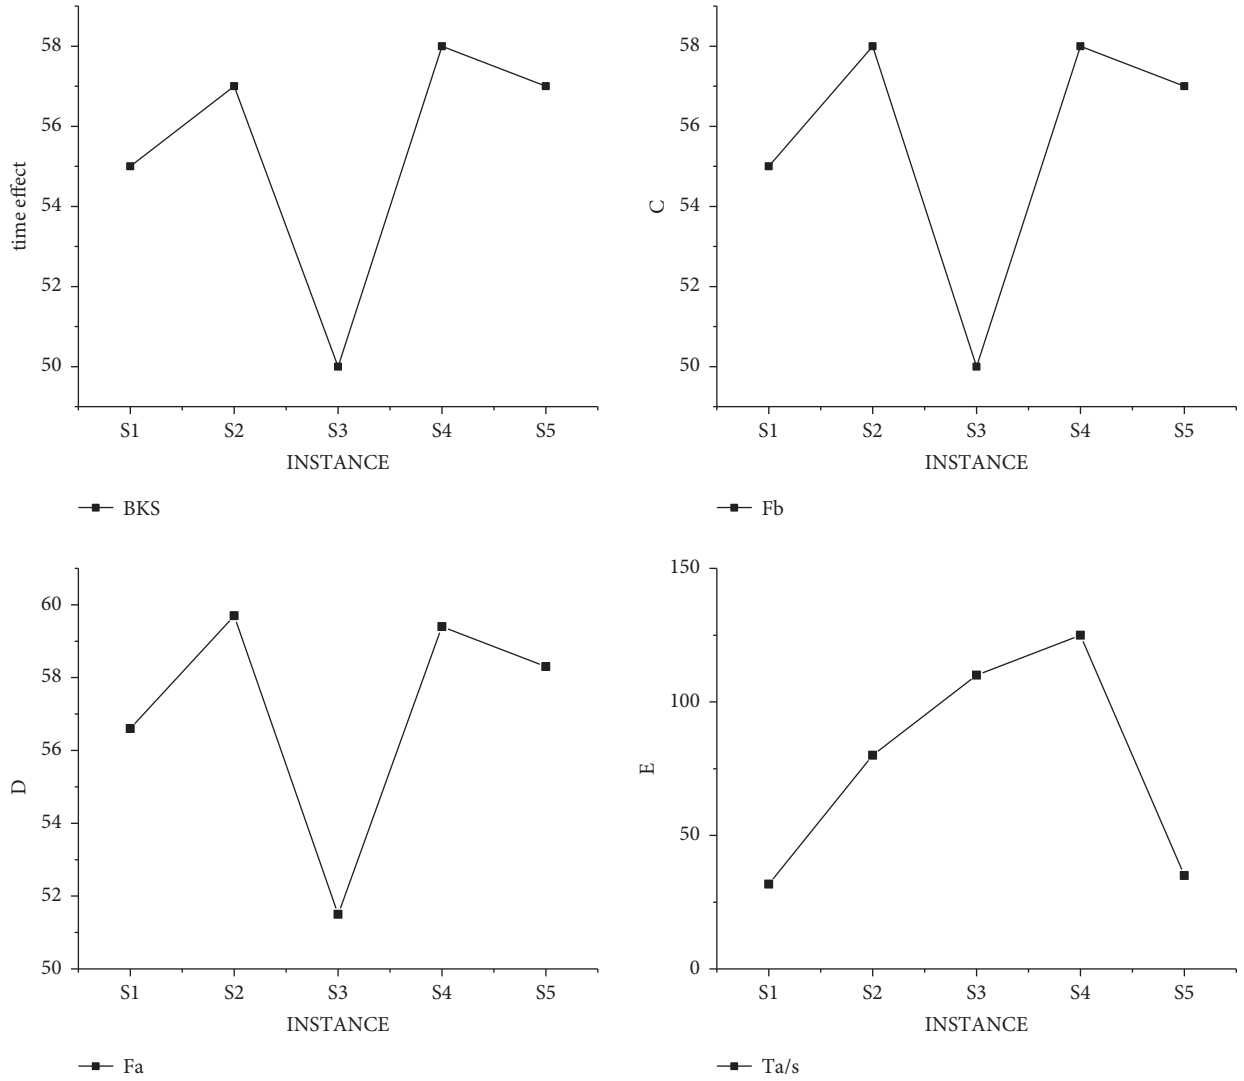 58
56
54
52
50
time effect
S1 S2 S3 S4 S5
INSTANCE
BKS
58
56
54
52
50
C
S1 S2 S3 S4 S5
INSTANCE
Fb
60
58
56
54
52
50
D
S1 S2 S3 S4 S5
INSTANCE
Fa
150
100
50
0
E
S1 S2 S3 S4 S5
INSTANCE
Ta/s